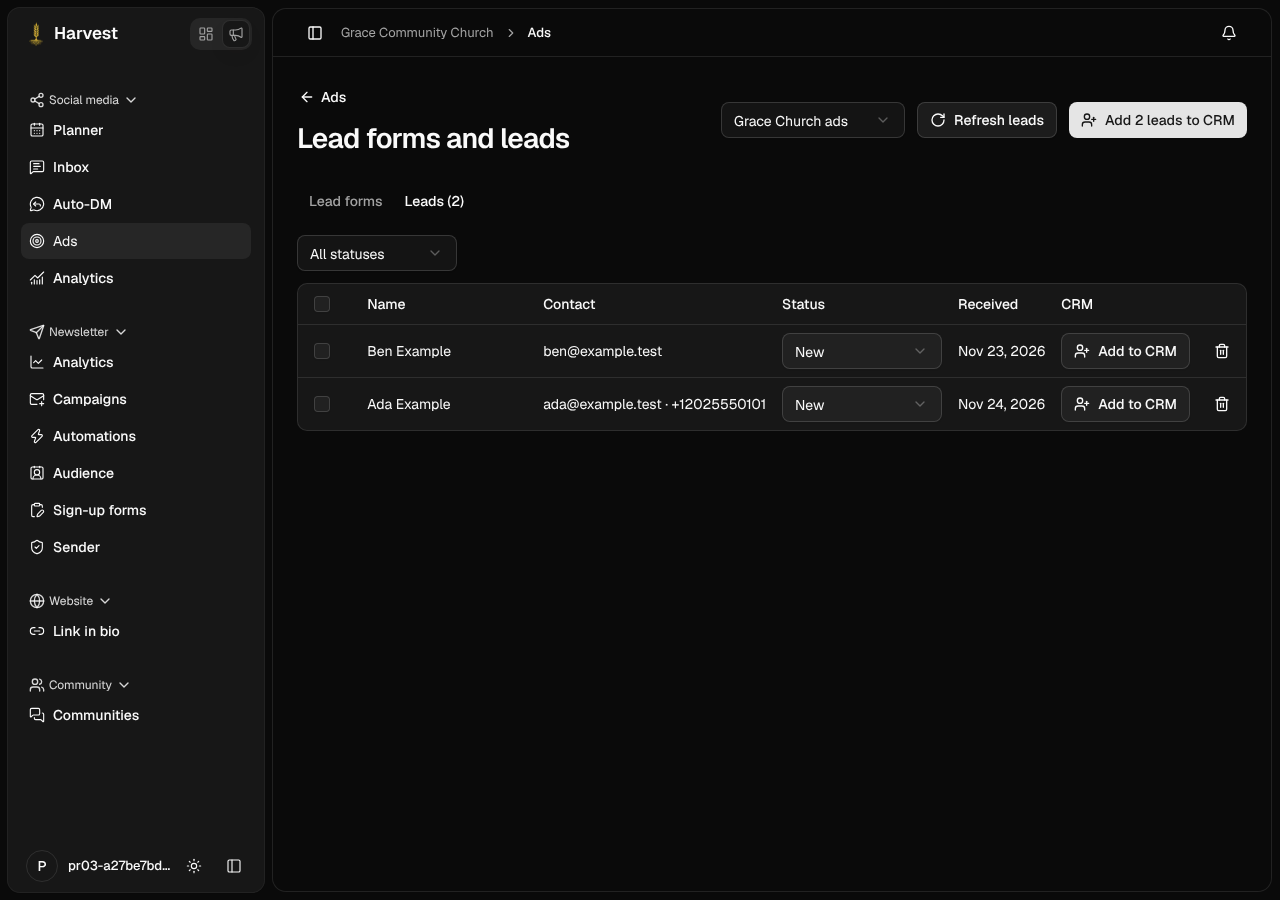 Harvest
Grace Community Church
Ads
Social media
Planner
Inbox
Auto-DM
Ads
Analytics
Newsletter
Analytics
Campaigns
Automations
Audience
Sign-up forms
Sender
Website
Link in bio
Community
Communities
P
pr03-a27be7bd...
Ads
Lead forms and leads
Grace Church ads
Refresh leads
Add 2 leads to CRM
Lead forms
Leads (2)
All statuses
Name Contact Status Received CRM
Ben Example ben@example.test New Nov 23, 2026 Add to CRM
Ada Example ada@example.test · +12025550101 New Nov 24, 2026 Add to CRM